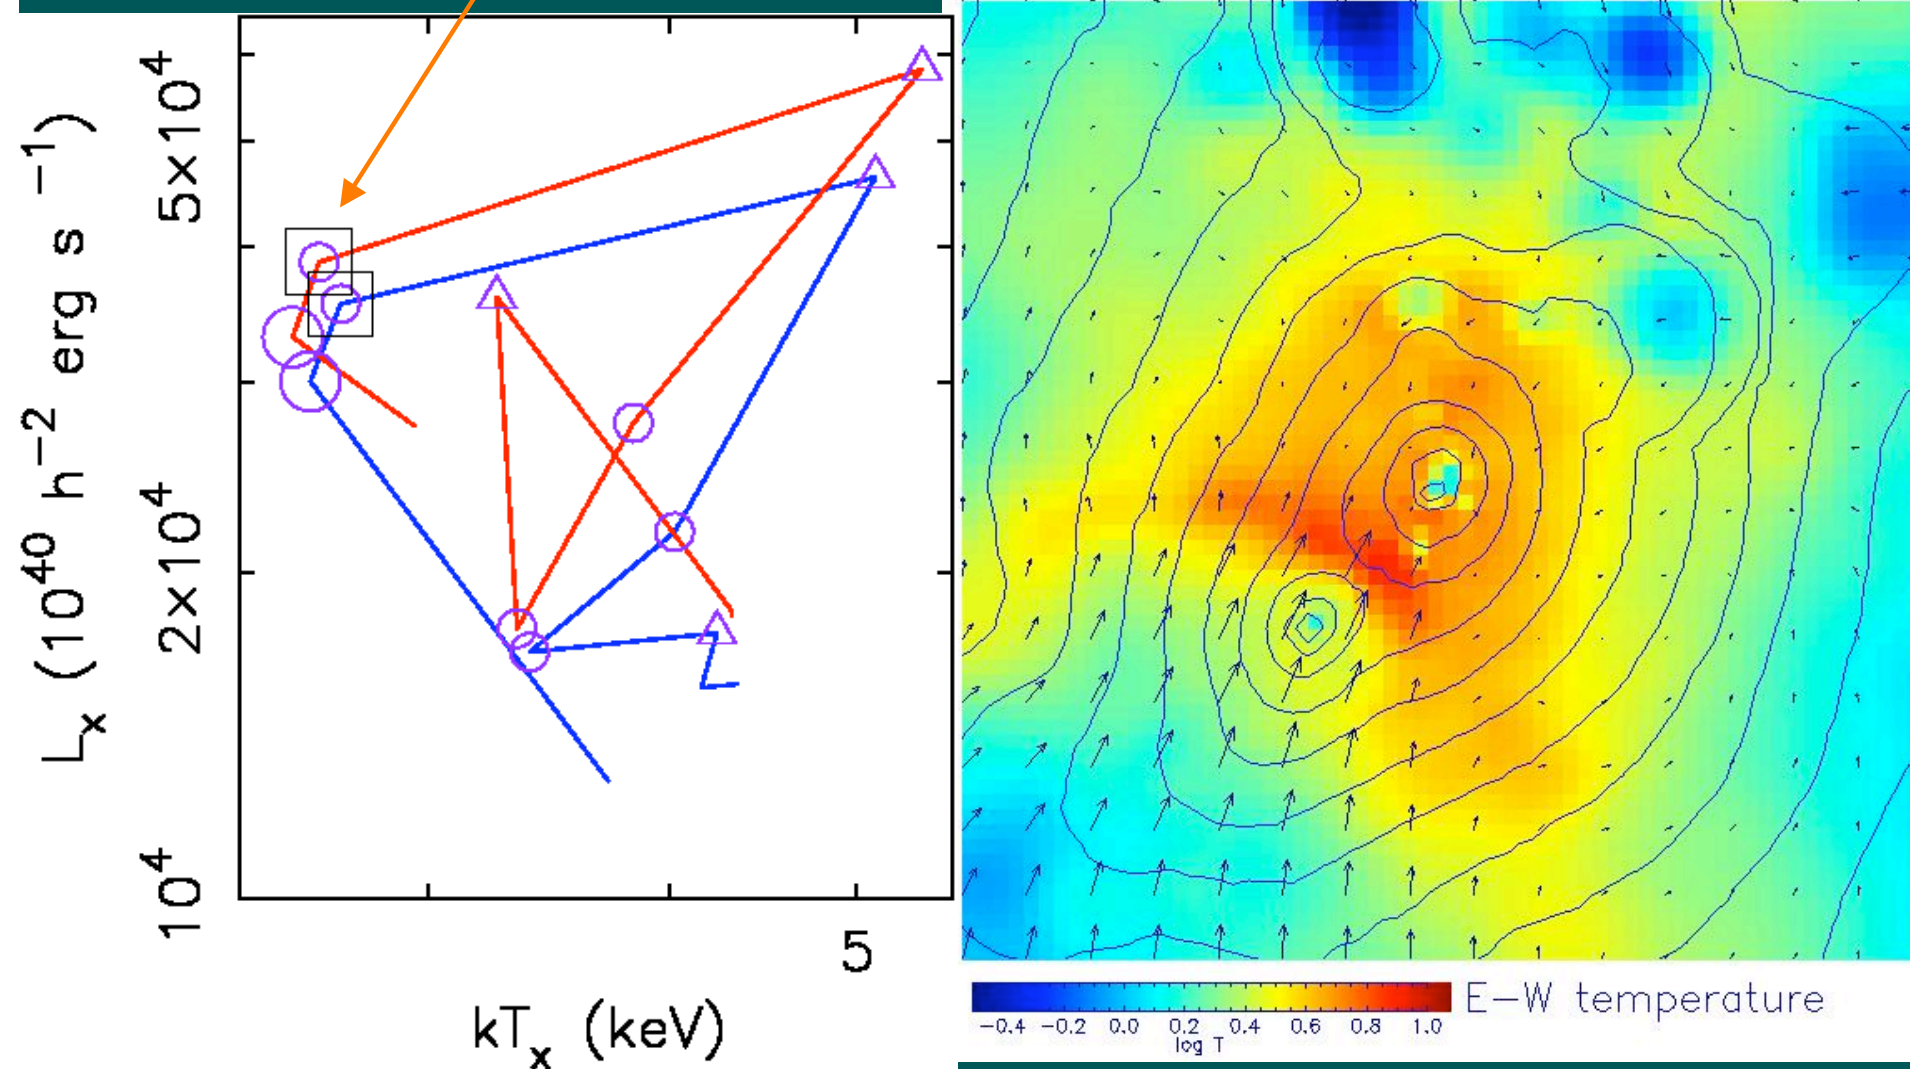 L_x (10^40 h^-2 erg s^-1)
5×10^4
2×10^4
10^4
5
kT_x (keV)
-0.4 -0.2 0.0 0.2 0.4 0.6 0.8 1.0
log T
E-W temperature